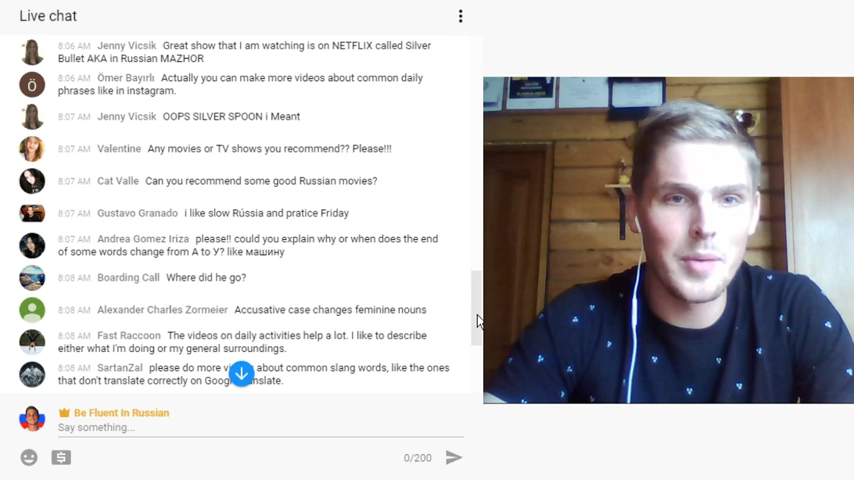 Live chat
8:06 AM Jenny Vicsik Great show that I am watching is on NETFLIX called Silver
Bullet AKA in Russian MAZHOR
Ö
8:06 AM Ömer Bayırlı Actually you can make more videos about common daily
phrases like in instagram.
8:07 AM Jenny Vicsik OOPS SILVER SPOON i Meant
8:07 AM Valentine Any movies or TV shows you recommend?? Please!!!
8:07 AM Cat Valle Can you recommend some good Russian movies?
8:07 AM Gustavo Granado i like slow Rússia and pratice Friday
8:07 AM Andrea Gomez Iriza please!! could you explain why or when does the end
of some words change from A to У? like машину
8:08 AM Boarding Call Where did he go?
8:08 AM Alexander Charles Zormeier Accusative case changes feminine nouns
8:08 AM Fast Raccoon The videos on daily activities help a lot. I like to describe
either what I'm doing or my general surroundings.
8:08 AM SartanZal please do more about common slang words, like the ones
that don't translate correctly on
Be Fluent In Russian
Say something...
0/200